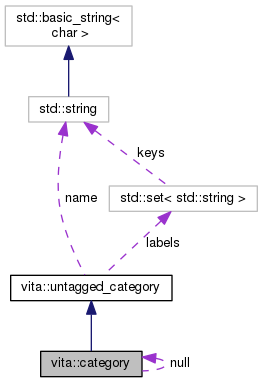 std::basic_string<
char >
std::string
keys
name
std::set< std::string >
labels
vita::untagged_category
null
vita::category